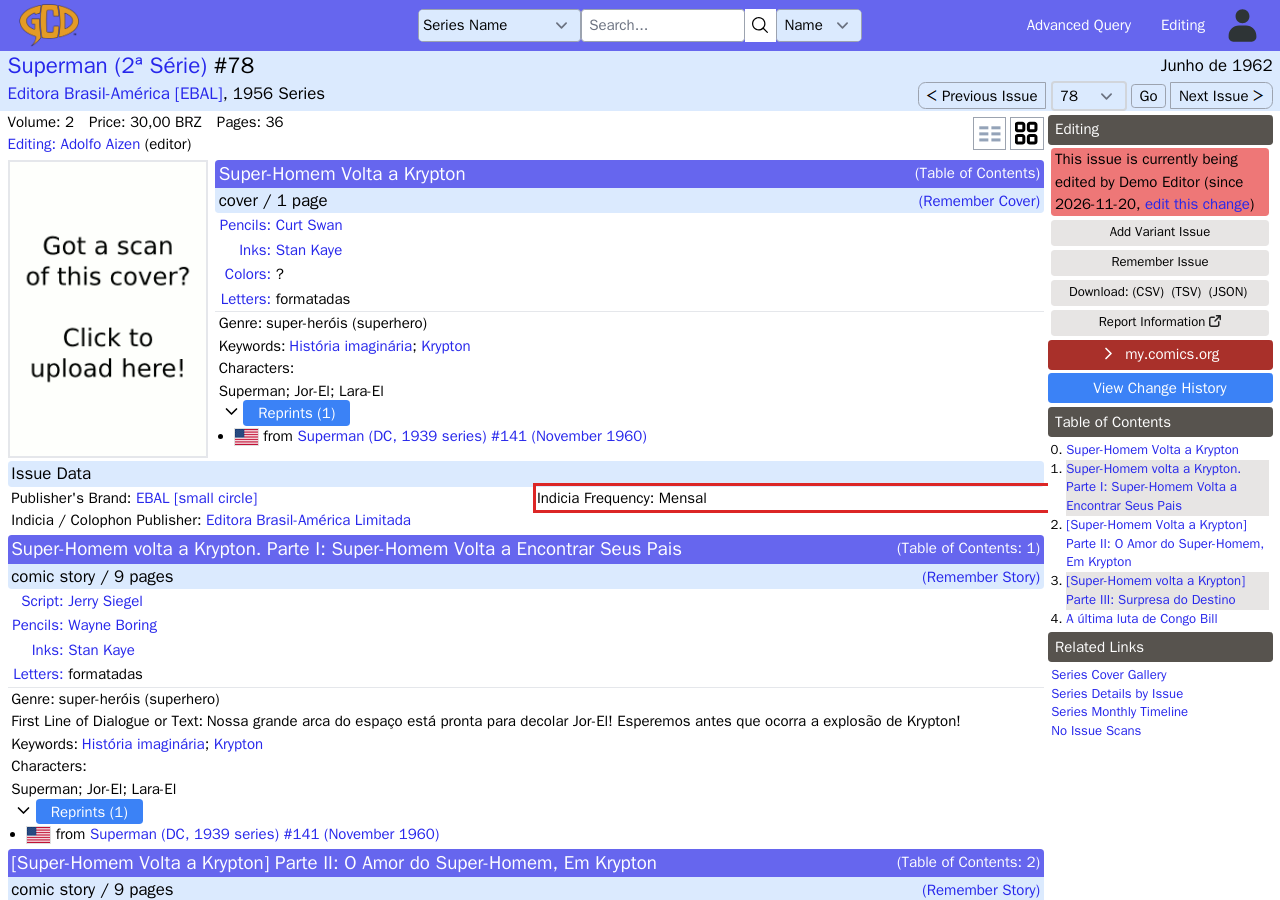 GCD
Series Name
Search...
Name
Advanced Query
Editing
Superman (2ª Série) #78
Junho de 1962
Editora Brasil-América [EBAL], 1956 Series
< Previous Issue
78
Go
Next Issue >
Volume: 2 Price: 30,00 BRZ Pages: 36
Editing: Adolfo Aizen (editor)
Got a scan
of this cover?
Click to
upload here!
Super-Homem Volta a Krypton
(Table of Contents)
cover / 1 page
(Remember Cover)
Pencils: Curt Swan
Inks: Stan Kaye
Colors: ?
Letters: formatadas
Genre: super-heróis (superhero)
Keywords: História imaginária; Krypton
Characters:
Superman; Jor-El; Lara-El
Reprints (1)
from Superman (DC, 1939 series) #141 (November 1960)
Issue Data
Publisher's Brand: EBAL [small circle]
Indicia Frequency: Mensal
Indicia / Colophon Publisher: Editora Brasil-América Limitada
Super-Homem volta a Krypton. Parte I: Super-Homem Volta a Encontrar Seus Pais
(Table of Contents: 1)
comic story / 9 pages
(Remember Story)
Script: Jerry Siegel
Pencils: Wayne Boring
Inks: Stan Kaye
Letters: formatadas
Genre: super-heróis (superhero)
First Line of Dialogue or Text: Nossa grande arca do espaço está pronta para decolar Jor-El! Esperemos antes que ocorra a explosão de Krypton!
Keywords: História imaginária; Krypton
Characters:
Superman; Jor-El; Lara-El
Reprints (1)
from Superman (DC, 1939 series) #141 (November 1960)
[Super-Homem Volta a Krypton] Parte II: O Amor do Super-Homem, Em Krypton
(Table of Contents: 2)
comic story / 9 pages
(Remember Story)
Editing
This issue is currently being
edited by Demo Editor (since
2026-11-20, edit this change)
Add Variant Issue
Remember Issue
Download: (CSV) (TSV) (JSON)
Report Information
my.comics.org
View Change History
Table of Contents
0. Super-Homem Volta a Krypton
1. Super-Homem volta a Krypton.
Parte I: Super-Homem Volta a
Encontrar Seus Pais
2. [Super-Homem Volta a Krypton]
Parte II: O Amor do Super-Homem,
Em Krypton
3. [Super-Homem volta a Krypton]
Parte III: Surpresa do Destino
4. A última luta de Congo Bill
Related Links
Series Cover Gallery
Series Details by Issue
Series Monthly Timeline
No Issue Scans